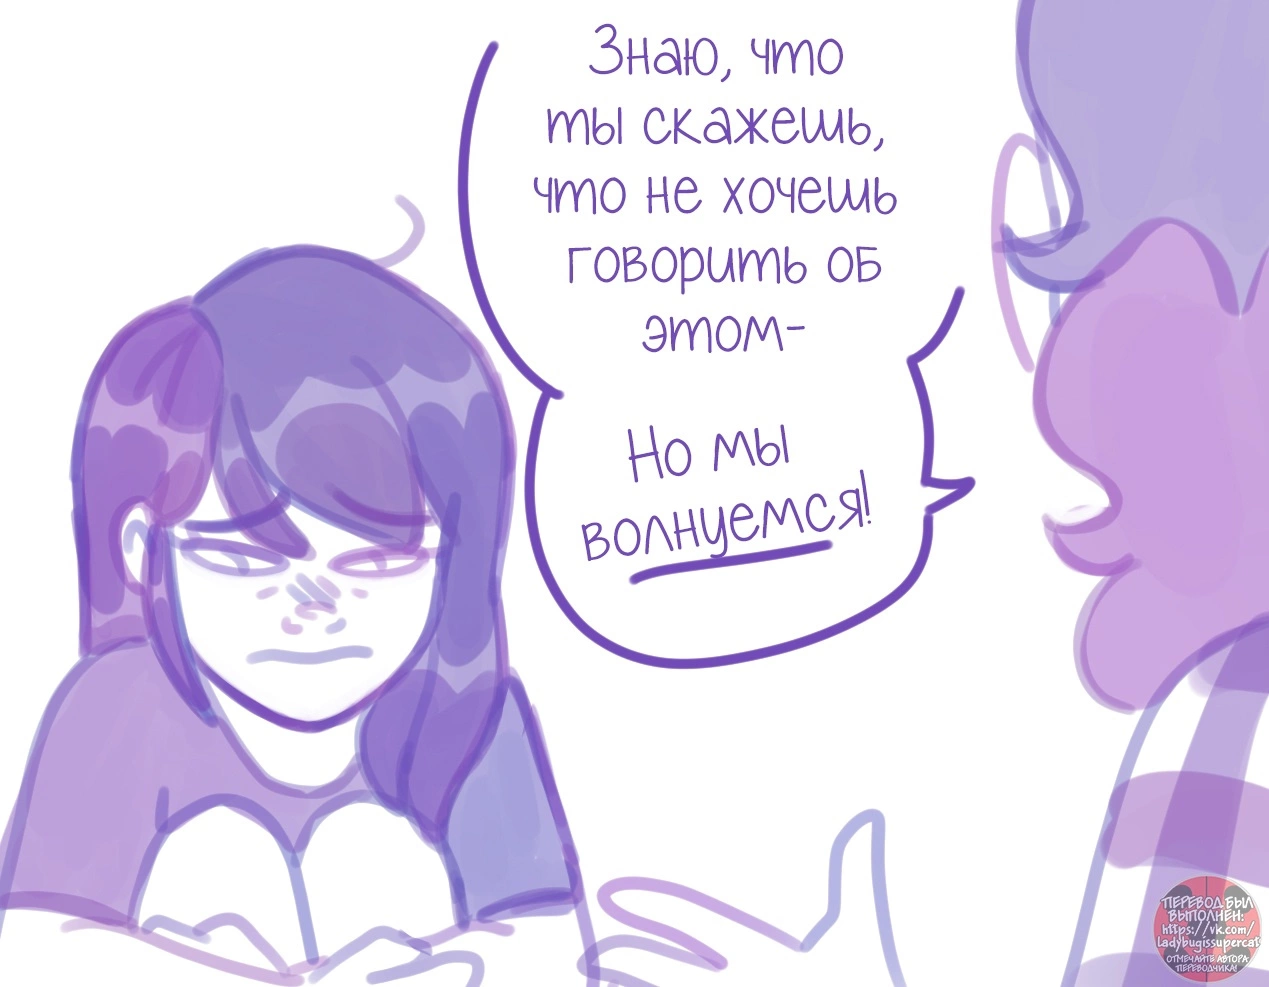 Знаю, что
ты скажешь,
что не хочешь
говорить об
этом-
Но мы
волнуемся!
ПЕРЕВОД БЫЛ
ВЫПОЛНЕН:
https://vk.com/
ladybugissupercat
ОТМЕЧАЙТЕ АВТОРА
ПЕРЕВОДЧИКА!